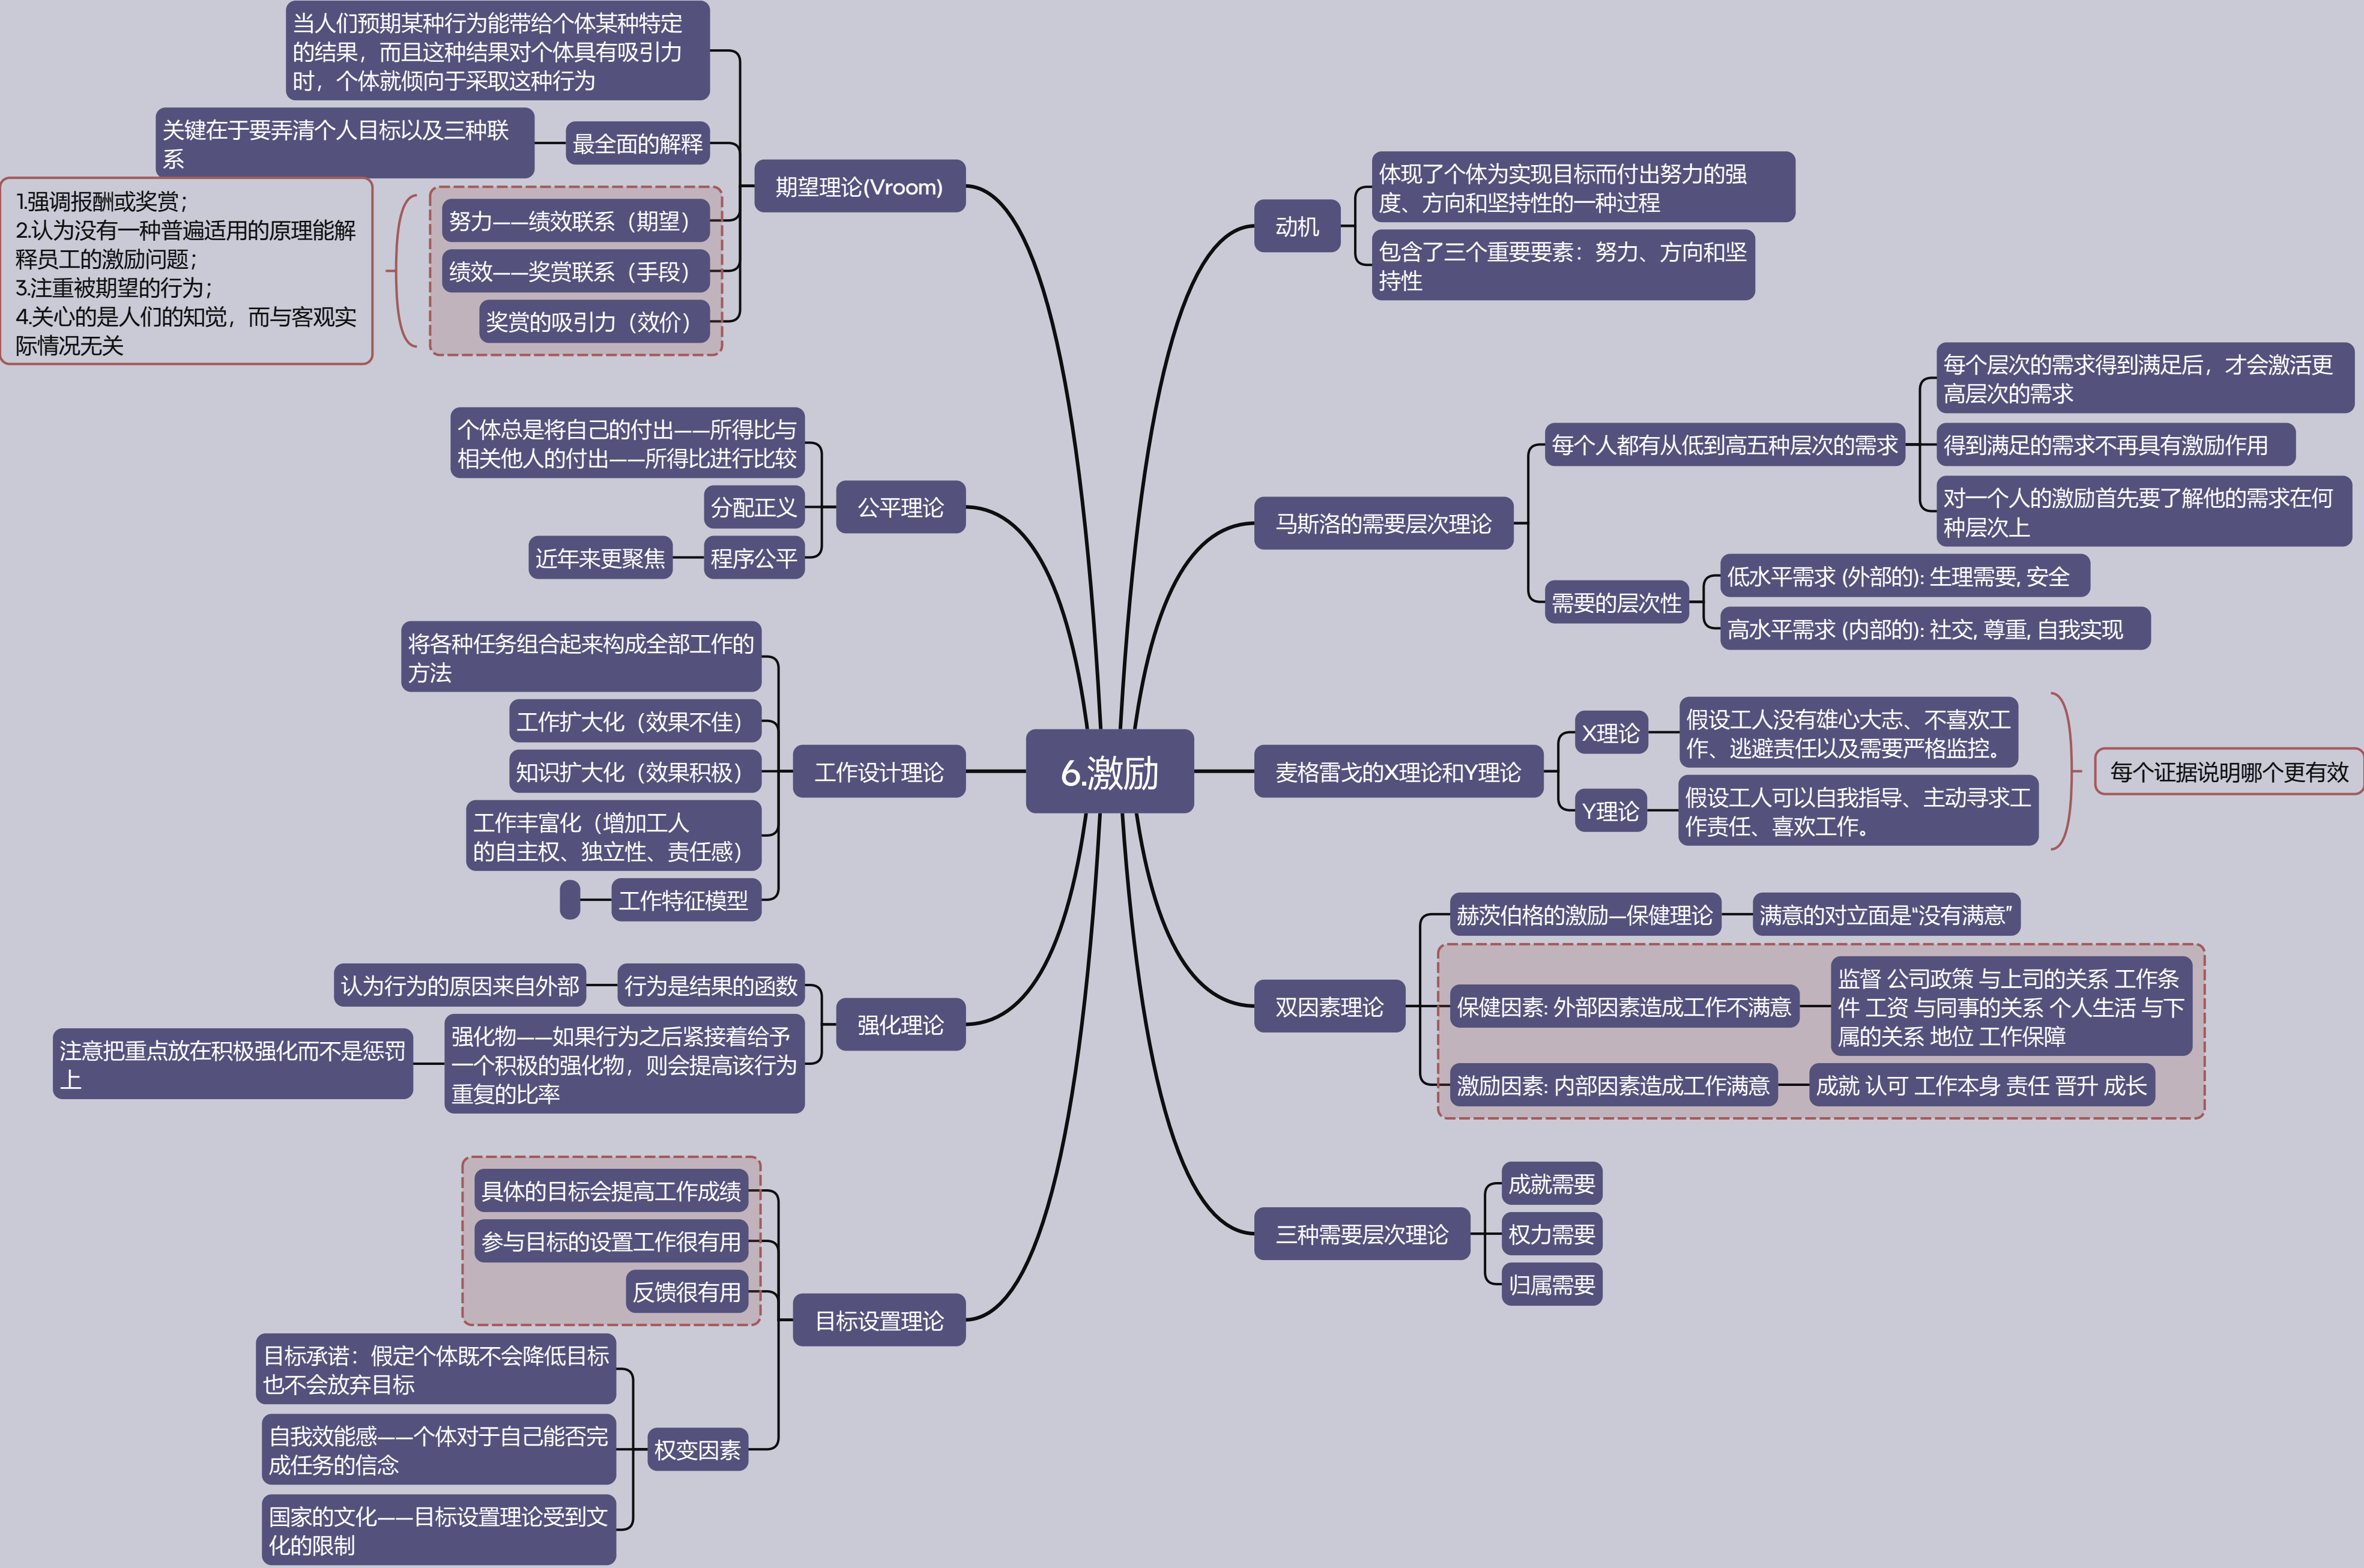 6.激励
动机
体现了个体为实现目标而付出努力的强
度、方向和坚持性的一种过程
包含了三个重要要素：努力、方向和坚
持性
马斯洛的需要层次理论
每个人都有从低到高五种层次的需求
每个层次的需求得到满足后，才会激活更
高层次的需求
得到满足的需求不再具有激励作用
对一个人的激励首先要了解他的需求在何
种层次上
需要的层次性
低水平需求 (外部的): 生理需要, 安全
高水平需求 (内部的): 社交, 尊重, 自我实现
麦格雷戈的X理论和Y理论
X理论
假设工人没有雄心大志、不喜欢工
作、逃避责任以及需要严格监控。
Y理论
假设工人可以自我指导、主动寻求工
作责任、喜欢工作。
每个证据说明哪个更有效
双因素理论
赫茨伯格的激励—保健理论
满意的对立面是“没有满意”
保健因素: 外部因素造成工作不满意
监督 公司政策 与上司的关系 工作条
件 工资 与同事的关系 个人生活 与下
属的关系 地位 工作保障
激励因素: 内部因素造成工作满意
成就 认可 工作本身 责任 晋升 成长
三种需要层次理论
成就需要
权力需要
归属需要
期望理论(Vroom)
当人们预期某种行为能带给个体某种特定
的结果，而且这种结果对个体具有吸引力
时，个体就倾向于采取这种行为
最全面的解释
关键在于要弄清个人目标以及三种联
系
努力——绩效联系（期望）
绩效——奖赏联系（手段）
奖赏的吸引力（效价）
1.强调报酬或奖赏；
2.认为没有一种普遍适用的原理能解
释员工的激励问题；
3.注重被期望的行为；
4.关心的是人们的知觉，而与客观实
际情况无关
公平理论
个体总是将自己的付出——所得比与
相关他人的付出——所得比进行比较
分配正义
程序公平
近年来更聚焦
工作设计理论
将各种任务组合起来构成全部工作的
方法
工作扩大化（效果不佳）
知识扩大化（效果积极）
工作丰富化（增加工人
的自主权、独立性、责任感）
工作特征模型
强化理论
行为是结果的函数
认为行为的原因来自外部
强化物——如果行为之后紧接着给予
一个积极的强化物，则会提高该行为
重复的比率
注意把重点放在积极强化而不是惩罚
上
目标设置理论
具体的目标会提高工作成绩
参与目标的设置工作很有用
反馈很有用
权变因素
目标承诺：假定个体既不会降低目标
也不会放弃目标
自我效能感——个体对于自己能否完
成任务的信念
国家的文化——目标设置理论受到文
化的限制